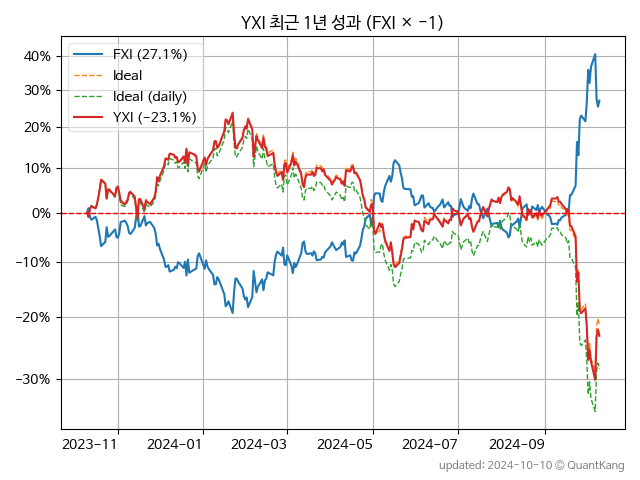 YXI 최근 1년 성과 (FXI × -1)
FXI (27.1%)
Ideal
Ideal (daily)
YXI (−23.1%)
40%
30%
20%
10%
0%
−10%
−20%
−30%
2023-11
2024-01
2024-03
2024-05
2024-07
2024-09
updated: 2024-10-10 © QuantKang